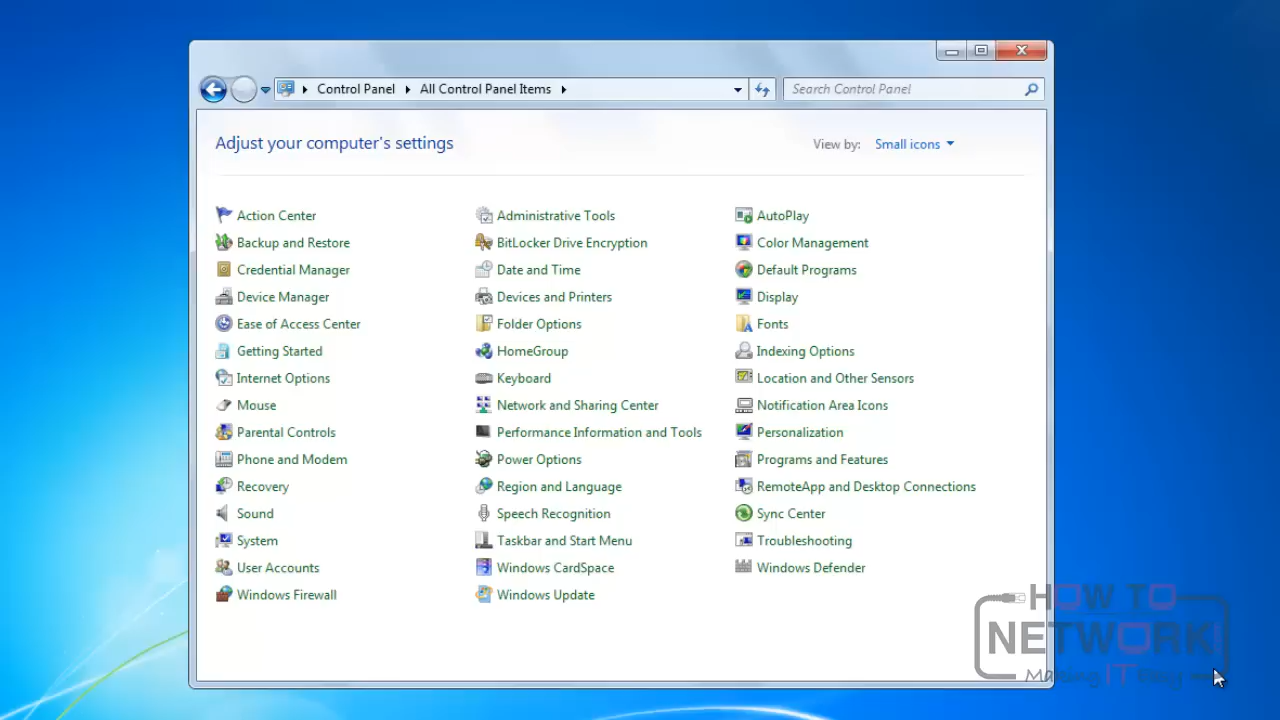 Control Panel All Control Panel Items Search Control Panel
Adjust your computer's settings View by: Small icons
Action Center Administrative Tools AutoPlay
Backup and Restore BitLocker Drive Encryption Color Management
Credential Manager Date and Time Default Programs
Device Manager Devices and Printers Display
Ease of Access Center Folder Options Fonts
Getting Started HomeGroup Indexing Options
Internet Options Keyboard Location and Other Sensors
Mouse Network and Sharing Center Notification Area Icons
Parental Controls Performance Information and Tools Personalization
Phone and Modem Power Options Programs and Features
Recovery Region and Language RemoteApp and Desktop Connections
Sound Speech Recognition Sync Center
System Taskbar and Start Menu Troubleshooting
User Accounts Windows CardSpace Windows Defender
Windows Firewall Windows Update
HOW TO
NETWORK
Making IT Easy